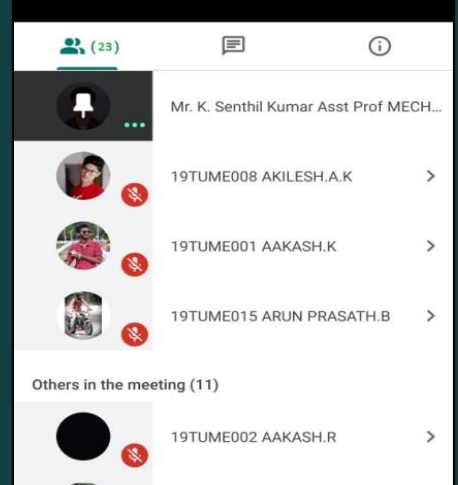 (23)
Mr. K. Senthil Kumar Asst Prof MECH...
19TUME008 AKILESH.A.K
19TUME001 AAKASH.K
19TUME015 ARUN PRASATH.B
Others in the meeting (11)
19TUME002 AAKASH.R